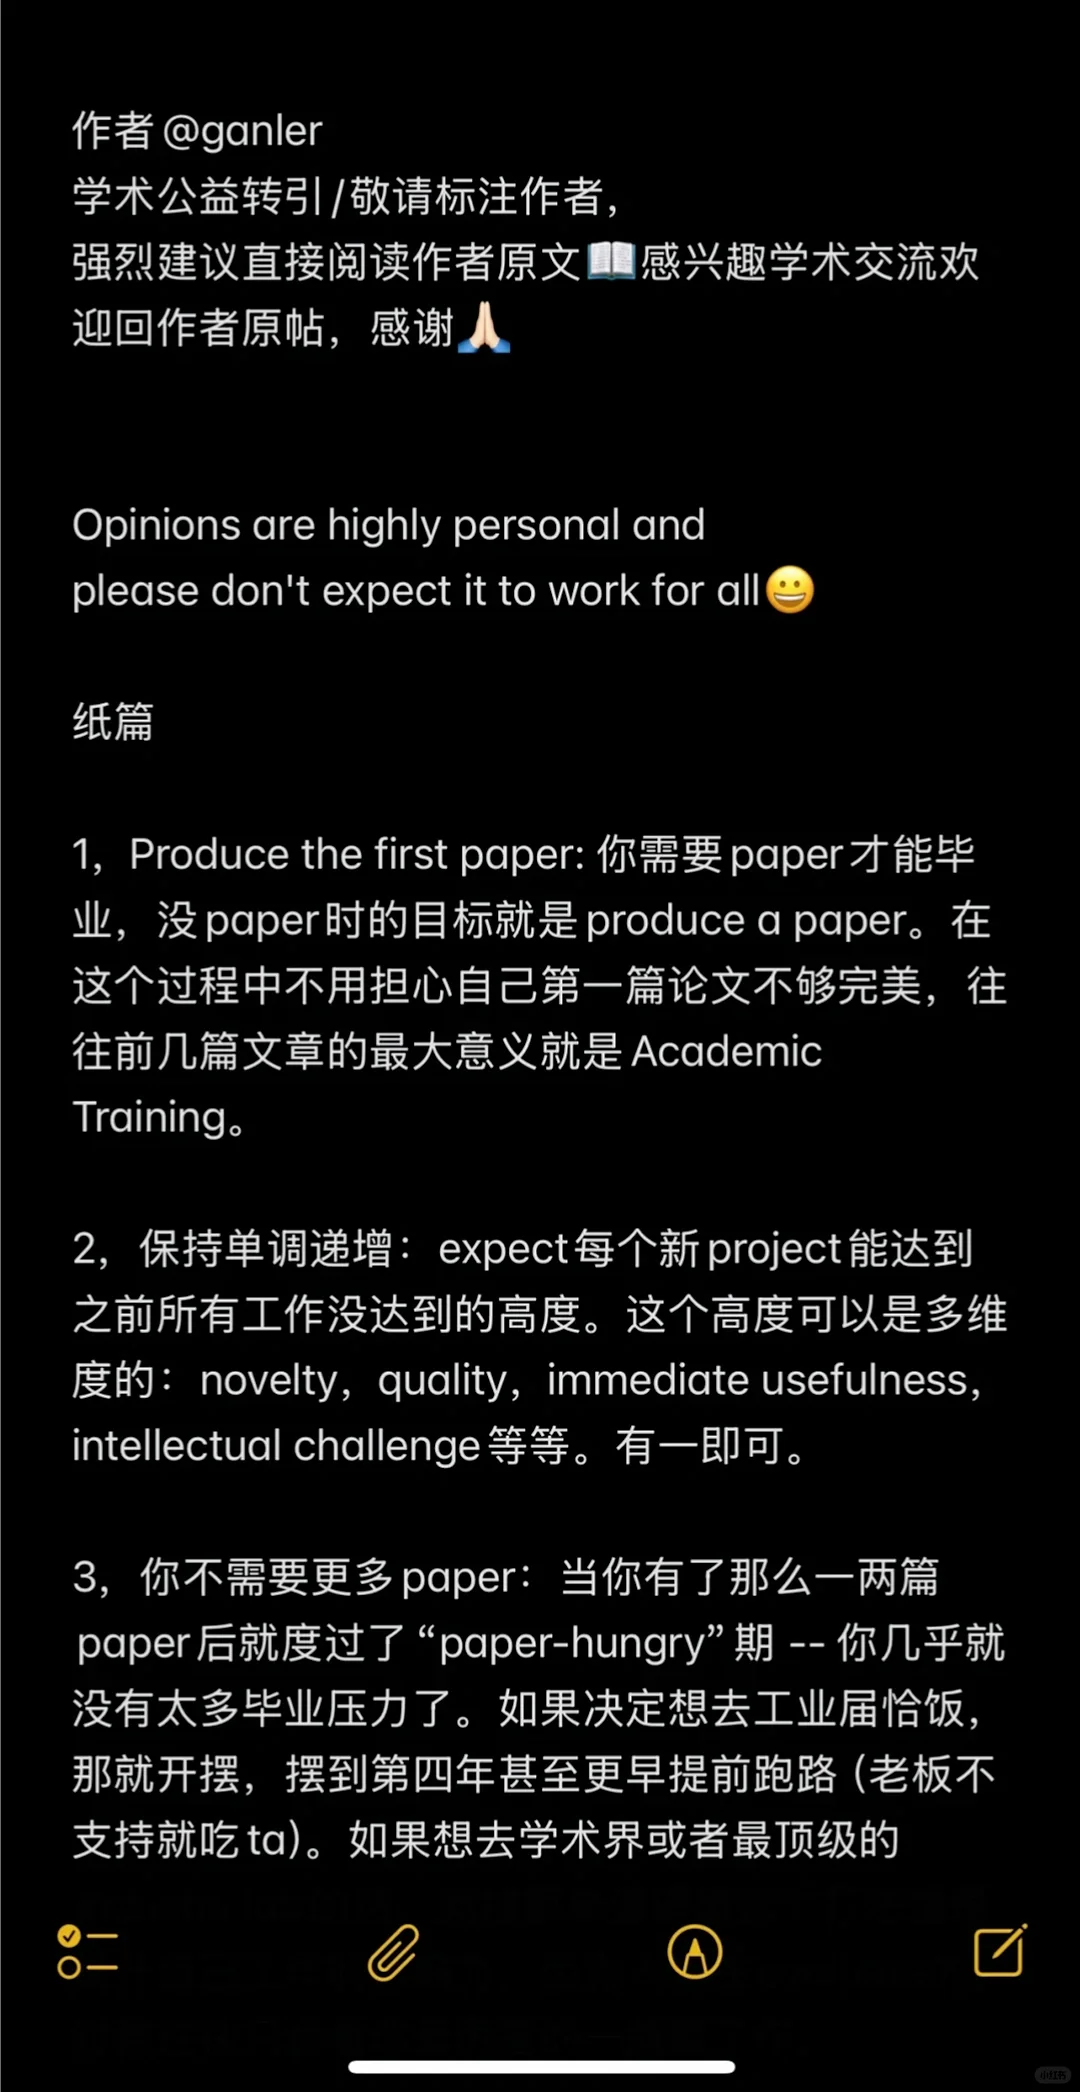 作者@ganler
学术公益转引/敬请标注作者，
强烈建议直接阅读作者原文📖感兴趣学术交流欢
迎回作者原帖，感谢🙏🏻
Opinions are highly personal and
please don't expect it to work for all😀
纸篇
1，Produce the first paper: 你需要paper才能毕
业，没paper时的目标就是produce a paper。在
这个过程中不用担心自己第一篇论文不够完美，往
往前几篇文章的最大意义就是Academic
Training。
2，保持单调递增：expect每个新project能达到
之前所有工作没达到的高度。这个高度可以是多维
度的：novelty，quality，immediate usefulness，
intellectual challenge等等。有一即可。
3，你不需要更多paper：当你有了那么一两篇
paper后就度过了“paper-hungry”期 -- 你几乎就
没有太多毕业压力了。如果决定想去工业届恰饭，
那就开摆，摆到第四年甚至更早提前跑路（老板不
支持就吃ta）。如果想去学术界或者最顶级的
小红书